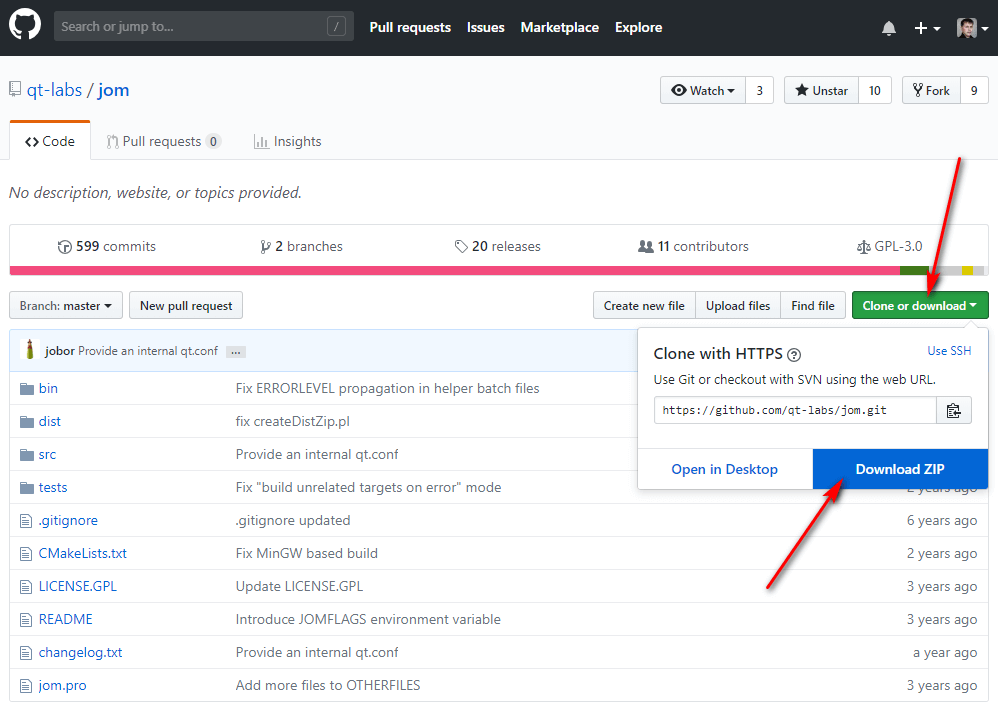 Search or jump to... / Pull requests Issues Marketplace Explore
qt-labs / jom Watch 3 Unstar 10 Fork 9
Code Pull requests 0 Insights
No description, website, or topics provided.
599 commits 2 branches 20 releases 11 contributors GPL-3.0
Branch: master New pull request Create new file Upload files Find file Clone or download
jobor Provide an internal qt.conf ...
Clone with HTTPS ? Use SSH
Use Git or checkout with SVN using the web URL.
https://github.com/qt-labs/jom.git
Open in Desktop Download ZIP
bin Fix ERRORLEVEL propagation in helper batch files
dist fix createDistZip.pl
src Provide an internal qt.conf
tests Fix "build unrelated targets on error" mode 2 years ago
.gitignore .gitignore updated 6 years ago
CMakeLists.txt Fix MinGW based build 2 years ago
LICENSE.GPL Update LICENSE.GPL 3 years ago
README Introduce JOMFLAGS environment variable 3 years ago
changelog.txt Provide an internal qt.conf a year ago
jom.pro Add more files to OTHERFILES 3 years ago